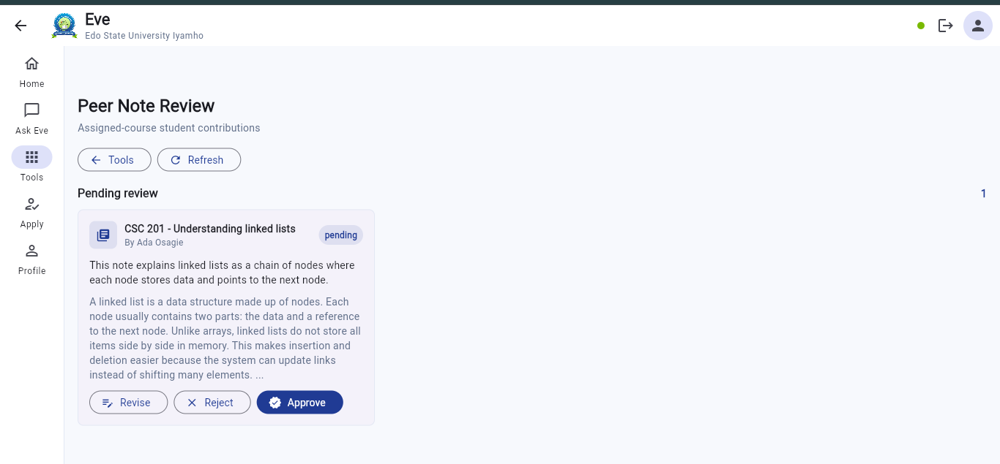 Eve
Edo State University Iyamho
Home
Ask Eve
Tools
Apply
Profile
Peer Note Review
Assigned-course student contributions
Tools
Refresh
Pending review
1
CSC 201 - Understanding linked lists
By Ada Osagie
pending
This note explains linked lists as a chain of nodes where
each node stores data and points to the next node.
A linked list is a data structure made up of nodes. Each
node usually contains two parts: the data and a reference
to the next node. Unlike arrays, linked lists do not store all
items side by side in memory. This makes insertion and
deletion easier because the system can update links
instead of shifting many elements. ...
Revise
Reject
Approve